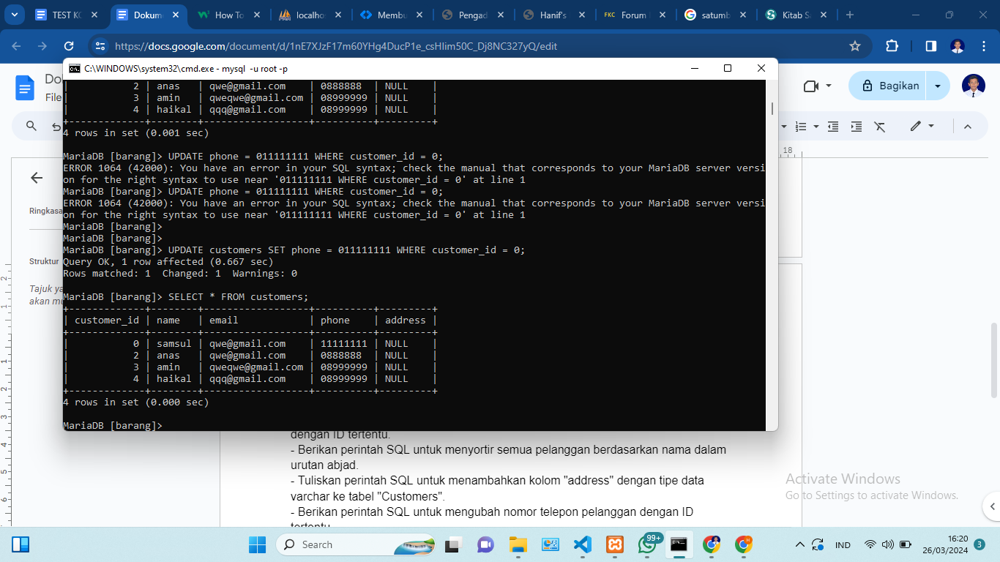 TEST KO
Dokum
How To
localhos
Membu
Pengad
Hanif's
FKC Forum
satumb
Kitab Sa
https://docs.google.com/document/d/1nE7XJzF17m60YHg4DucP1e_csHIim50C_Dj8NC327yQ/edit
Do
File
Bagikan
C:\WINDOWS\system32\cmd.exe - mysql -u root -p
| 2 | anas | qwe@gmail.com | 0888888 | NULL |
| 3 | amin | qweqwe@gmail.com | 08999999 | NULL |
| 4 | haikal | qqq@gmail.com | 08999999 | NULL |
+-------------+--------+------------------+----------+---------+
4 rows in set (0.001 sec)
MariaDB [barang]> UPDATE phone = 011111111 WHERE customer_id = 0;
ERROR 1064 (42000): You have an error in your SQL syntax; check the manual that corresponds to your MariaDB server versi
on for the right syntax to use near '011111111 WHERE customer_id = 0' at line 1
MariaDB [barang]> UPDATE phone = 011111111 WHERE customer_id = 0;
ERROR 1064 (42000): You have an error in your SQL syntax; check the manual that corresponds to your MariaDB server versi
on for the right syntax to use near '011111111 WHERE customer_id = 0' at line 1
MariaDB [barang]>
MariaDB [barang]>
MariaDB [barang]> UPDATE customers SET phone = 011111111 WHERE customer_id = 0;
Query OK, 1 row affected (0.667 sec)
Rows matched: 1  Changed: 1  Warnings: 0
MariaDB [barang]> SELECT * FROM customers;
+-------------+--------+------------------+----------+---------+
| customer_id | name | email | phone | address |
+-------------+--------+------------------+----------+---------+
| 0 | samsul | qwe@gmail.com | 11111111 | NULL |
| 2 | anas | qwe@gmail.com | 0888888 | NULL |
| 3 | amin | qweqwe@gmail.com | 08999999 | NULL |
| 4 | haikal | qqq@gmail.com | 08999999 | NULL |
+-------------+--------+------------------+----------+---------+
4 rows in set (0.000 sec)
MariaDB [barang]>
18
Ringkasa
Struktur
Tajuk ya
akan mu
2
1
1
2
3
4
5
6
dengan ID tertentu.
- Berikan perintah SQL untuk menyortir semua pelanggan berdasarkan nama dalam
urutan abjad.
- Tuliskan perintah SQL untuk menambahkan kolom "address" dengan tipe data
varchar ke tabel "Customers".
- Berikan perintah SQL untuk mengubah nomor telepon pelanggan dengan ID
tertentu.
Activate Windows
Go to Settings to activate Windows.
Search
99+
IND
16:20
26/03/2024
3